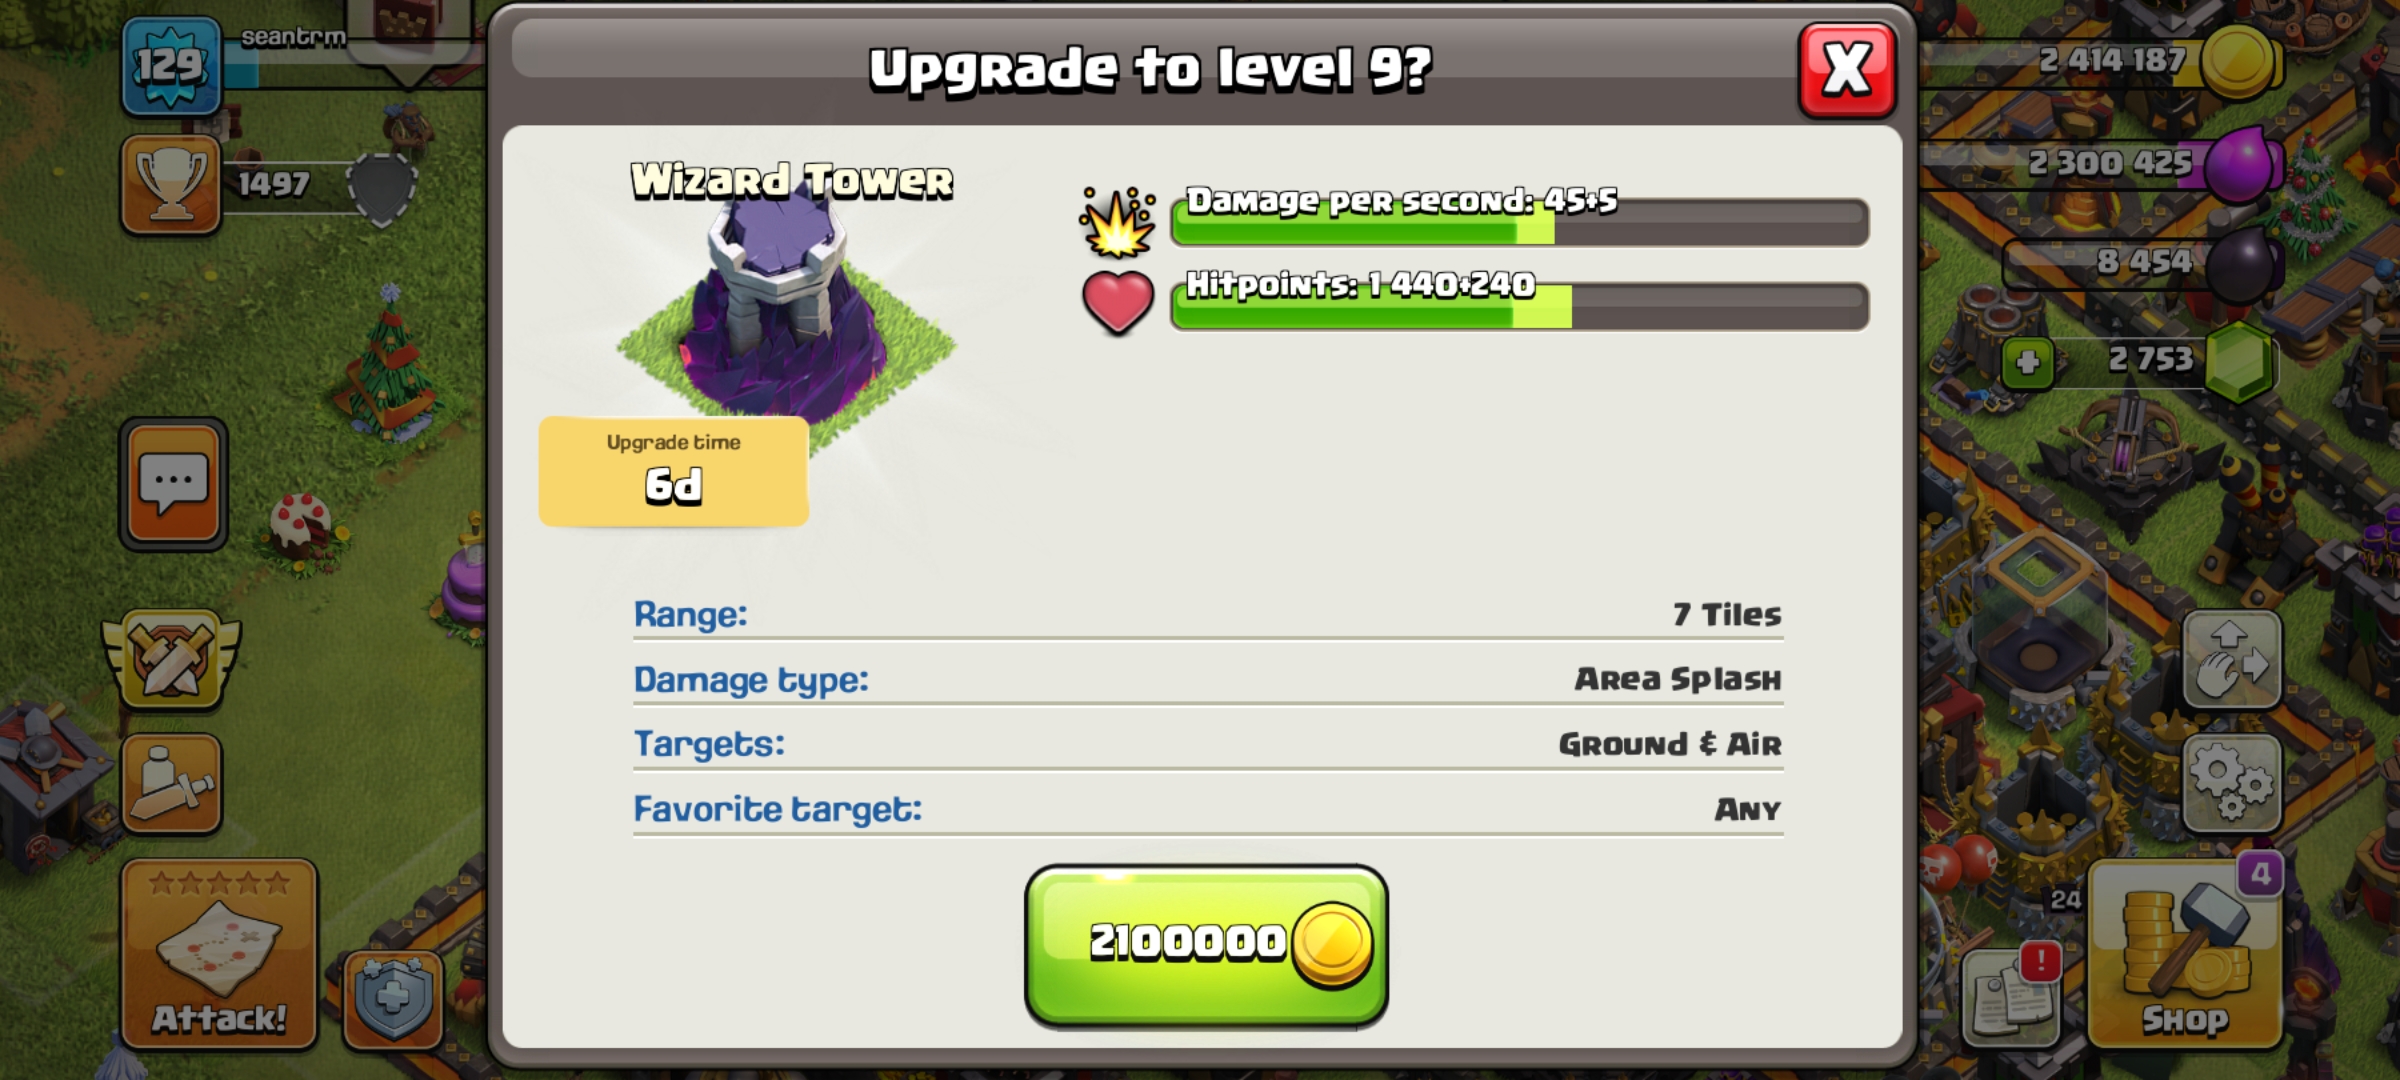 129
seantrm
1497
Attack!
Upgrade to level 9?
X
Wizard Tower
Upgrade time
6d
Damage per second: 45+5
Hitpoints: 1 440+240
Range: 7 Tiles
Damage type: Area Splash
Targets: Ground & Air
Favorite target: Any
2100000
2 414 187
2 300 425
8 454
2 753
+
4
24
!
Shop